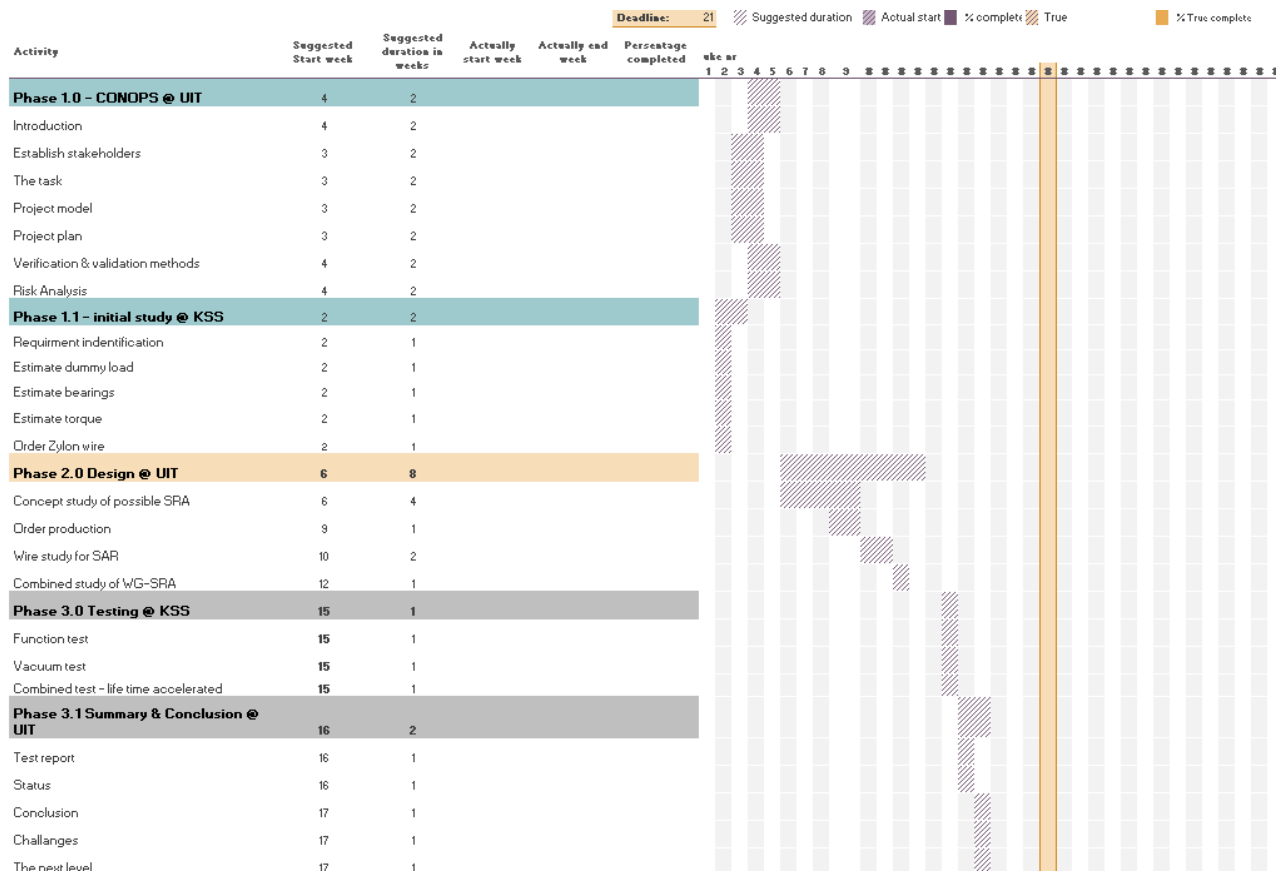 Deadline: 21 Suggested duration Actual start % complete True % True complete
Activity Suggested Start week Suggested duration in weeks Actually start week Actually end week Persentage completed uke nr
1 2 3 4 5 6 7 8 9
Phase 1.0 - CONOPS @ UIT 4 2
Introduction 4 2
Establish stakeholders 3 2
The task 3 2
Project model 3 2
Project plan 3 2
Verification & validation methods 4 2
Risk Analysis 4 2
Phase 1.1 - initial study @ KSS 2 2
Requirment indentification 2 1
Estimate dummy load 2 1
Estimate bearings 2 1
Estimate torque 2 1
Order Zylon wire 2 1
Phase 2.0 Design @ UIT 6 8
Concept study of possible SRA 6 4
Order production 9 1
Wire study for SAR 10 2
Combined study of WG-SRA 12 1
Phase 3.0 Testing @ KSS 15 1
Function test 15 1
Vacuum test 15 1
Combined test - life time accelerated 15 1
Phase 3.1 Summary & Conclusion @
UIT 16 2
Test report 16 1
Status 16 1
Conclusion 17 1
Challanges 17 1
The next level 17 1